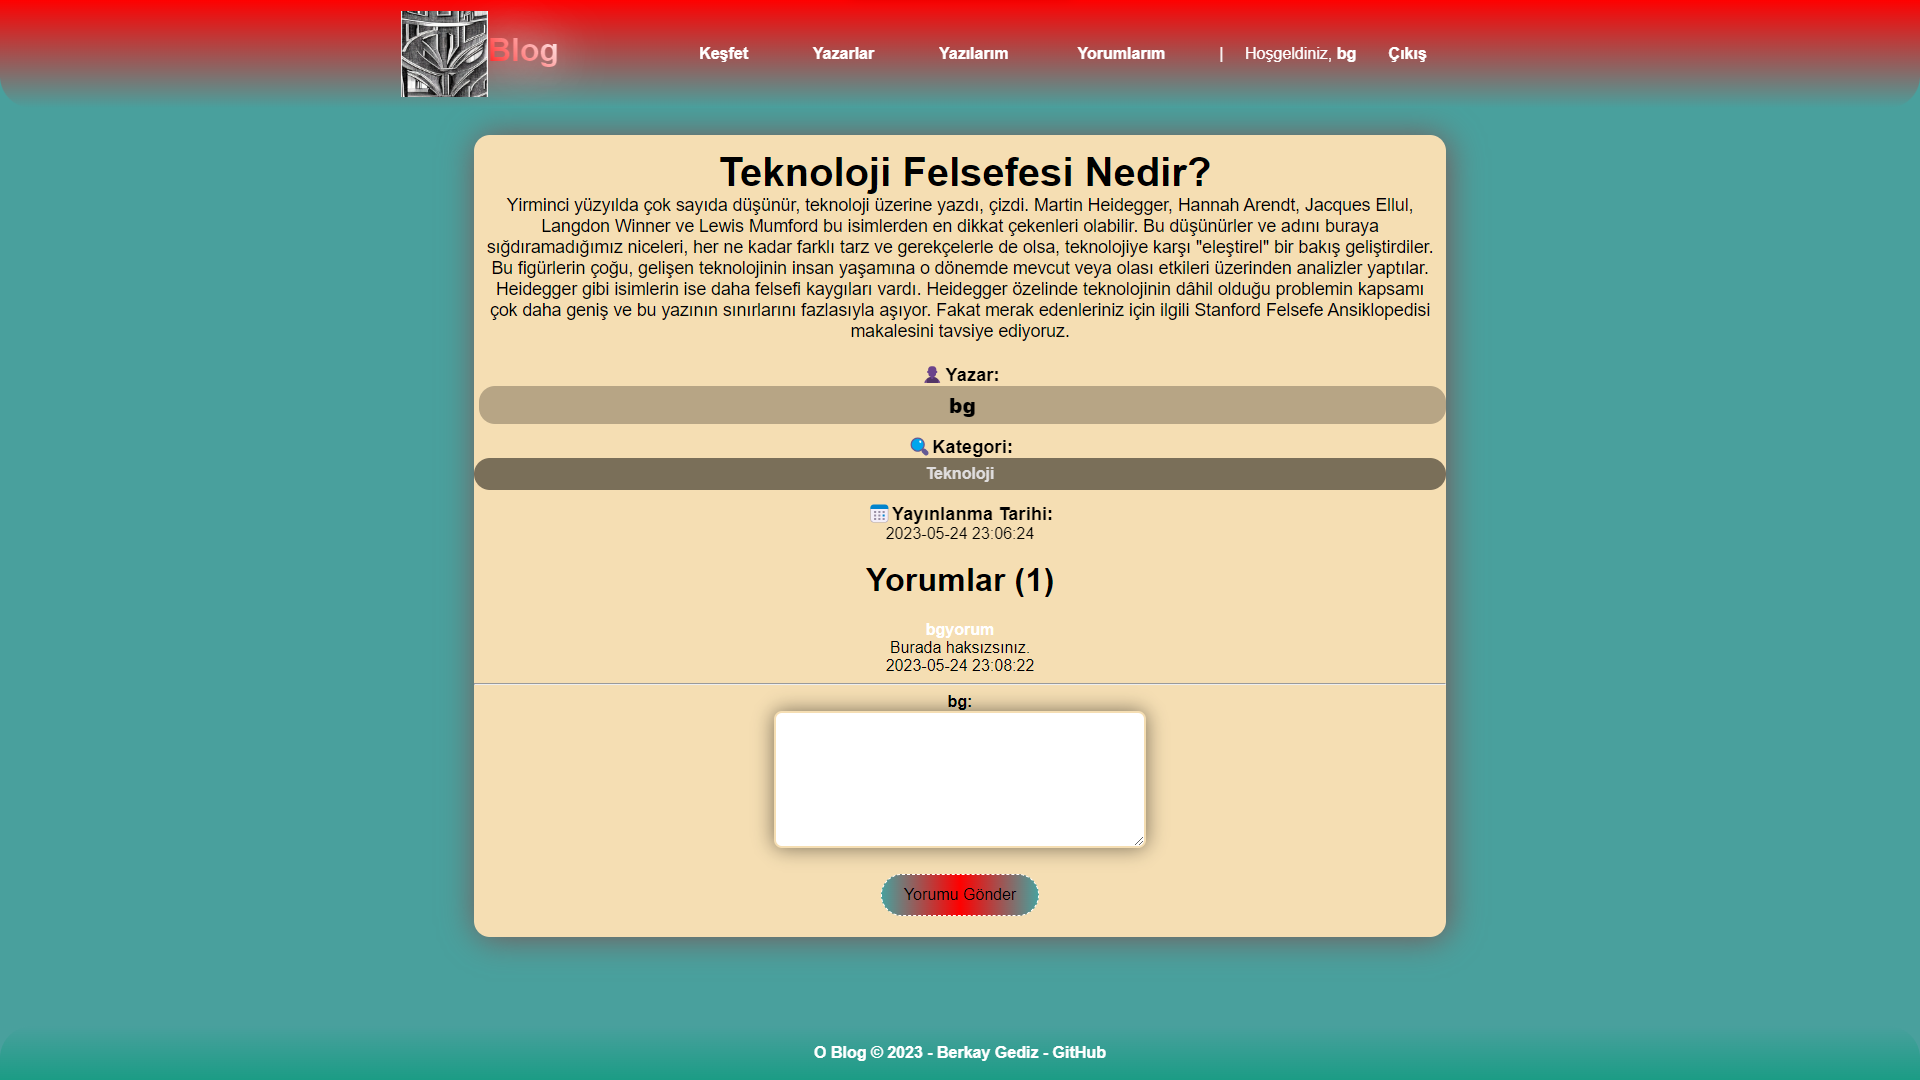 Blog
Keşfet Yazarlar Yazılarım Yorumlarım | Hoşgeldiniz, bg Çıkış
Teknoloji Felsefesi Nedir?
Yirminci yüzyılda çok sayıda düşünür, teknoloji üzerine yazdı, çizdi. Martin Heidegger, Hannah Arendt, Jacques Ellul,
Langdon Winner ve Lewis Mumford bu isimlerden en dikkat çekenleri olabilir. Bu düşünürler ve adını buraya
sığdıramadığımız niceleri, her ne kadar farklı tarz ve gerekçelerle de olsa, teknolojiye karşı "eleştirel" bir bakış geliştirdiler.
Bu figürlerin çoğu, gelişen teknolojinin insan yaşamına o dönemde mevcut veya olası etkileri üzerinden analizler yaptılar.
Heidegger gibi isimlerin ise daha felsefi kaygıları vardı. Heidegger özelinde teknolojinin dâhil olduğu problemin kapsamı
çok daha geniş ve bu yazının sınırlarını fazlasıyla aşıyor. Fakat merak edenleriniz için ilgili Stanford Felsefe Ansiklopedisi
makalesini tavsiye ediyoruz.
Yazar:
bg
Kategori:
Teknoloji
Yayınlanma Tarihi:
2023-05-24 23:06:24
Yorumlar (1)
bgyorum
Burada haksızsınız.
2023-05-24 23:08:22
bg:
Yorumu Gönder
O Blog © 2023 - Berkay Gediz - GitHub